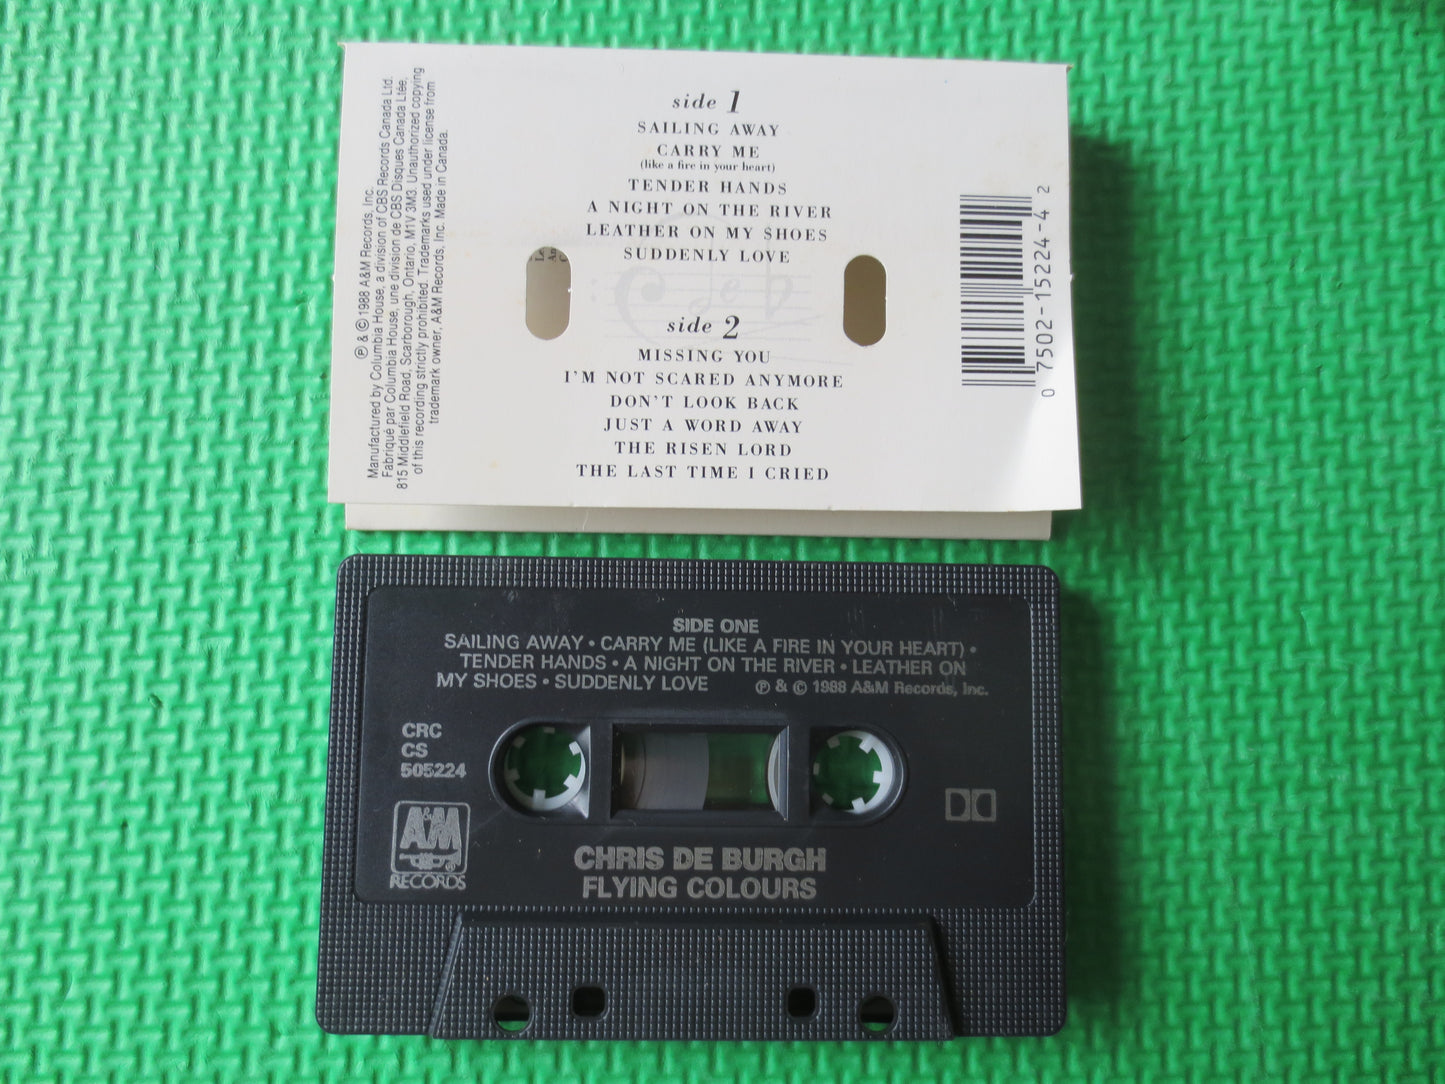 side 1
SAILING AWAY
CARRY ME
(like a fire in your heart)
TENDER HANDS
A NIGHT ON THE RIVER
LEATHER ON MY SHOES
SUDDENLY LOVE
side 2
MISSING YOU
I'M NOT SCARED ANYMORE
DON'T LOOK BACK
JUST A WORD AWAY
THE RISEN LORD
THE LAST TIME I CRIED
℗ & © 1988 A&M Records, Inc.
Manufactured by Columbia House, a division of CBS Records Canada Ltd.
Fabriqué par Columbia House, une division de CBS Disques Canada Ltée,
815 Middlefield Road, Scarborough, Ontario, M1V 3M3. Unauthorized copying
of this recording strictly prohibited. Trademarks used under license from
trademark owner, A&M Records, Inc. Made in Canada.
0 7502-15224-4 2
SIDE ONE
SAILING AWAY • CARRY ME (LIKE A FIRE IN YOUR HEART) •
TENDER HANDS • A NIGHT ON THE RIVER • LEATHER ON
MY SHOES • SUDDENLY LOVE ℗ & © 1988 A&M Records, Inc.
CRC
CS
505224
A&M
RECORDS
CHRIS DE BURGH
FLYING COLOURS